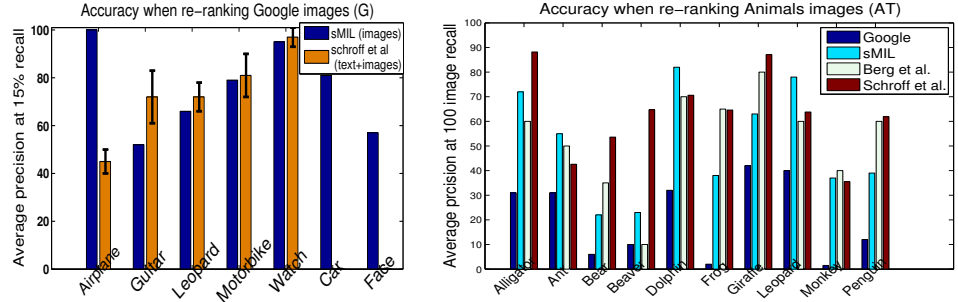 Accuracy when re-ranking Google images (G)
Average precision at 15% recall
100
80
60
40
20
0
sMIL (images)
schroff et al
(text+images)
Airplane
Guitar
Leopard
Motorbike
Watch
Car
Face
Accuracy when re-ranking Animals images (AT)
Average prcision at 100 image recall
100
90
80
70
60
50
40
30
20
10
0
Google
sMIL
Berg et al.
Schroff et al.
Alligator
Ant
Bear
Beaver
Dolphin
Frog
Giraffe
Leopard
Monkey
Penguin